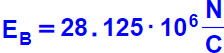 E_B = 28.125·10^6 N/C